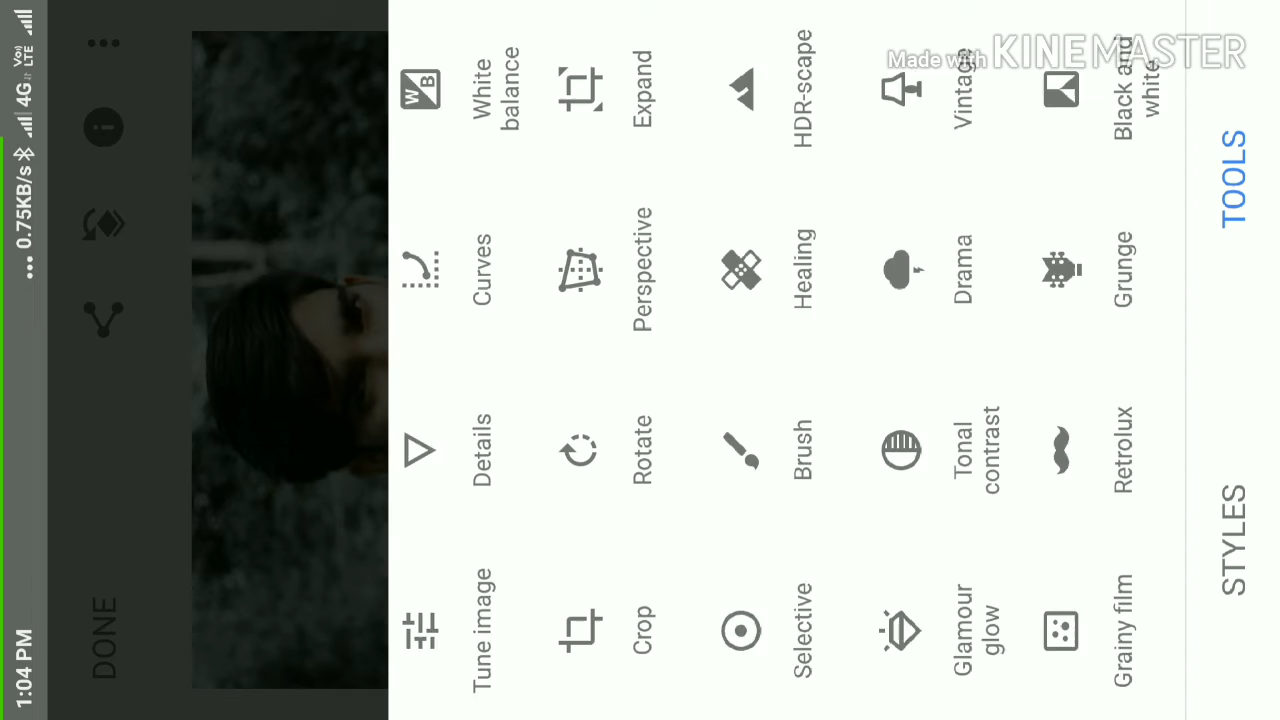 1:04 PM
... 0.75KB/s
4G
Vo))
LTE
DONE
Tune image
Details
Curves
White
balance
Crop
Rotate
Perspective
Expand
Selective
Brush
Healing
HDR-scape
Glamour
glow
Tonal
contrast
Drama
Vintage
Grainy film
Retrolux
Grunge
Black and
white
STYLES
TOOLS
Made with KINEMASTER